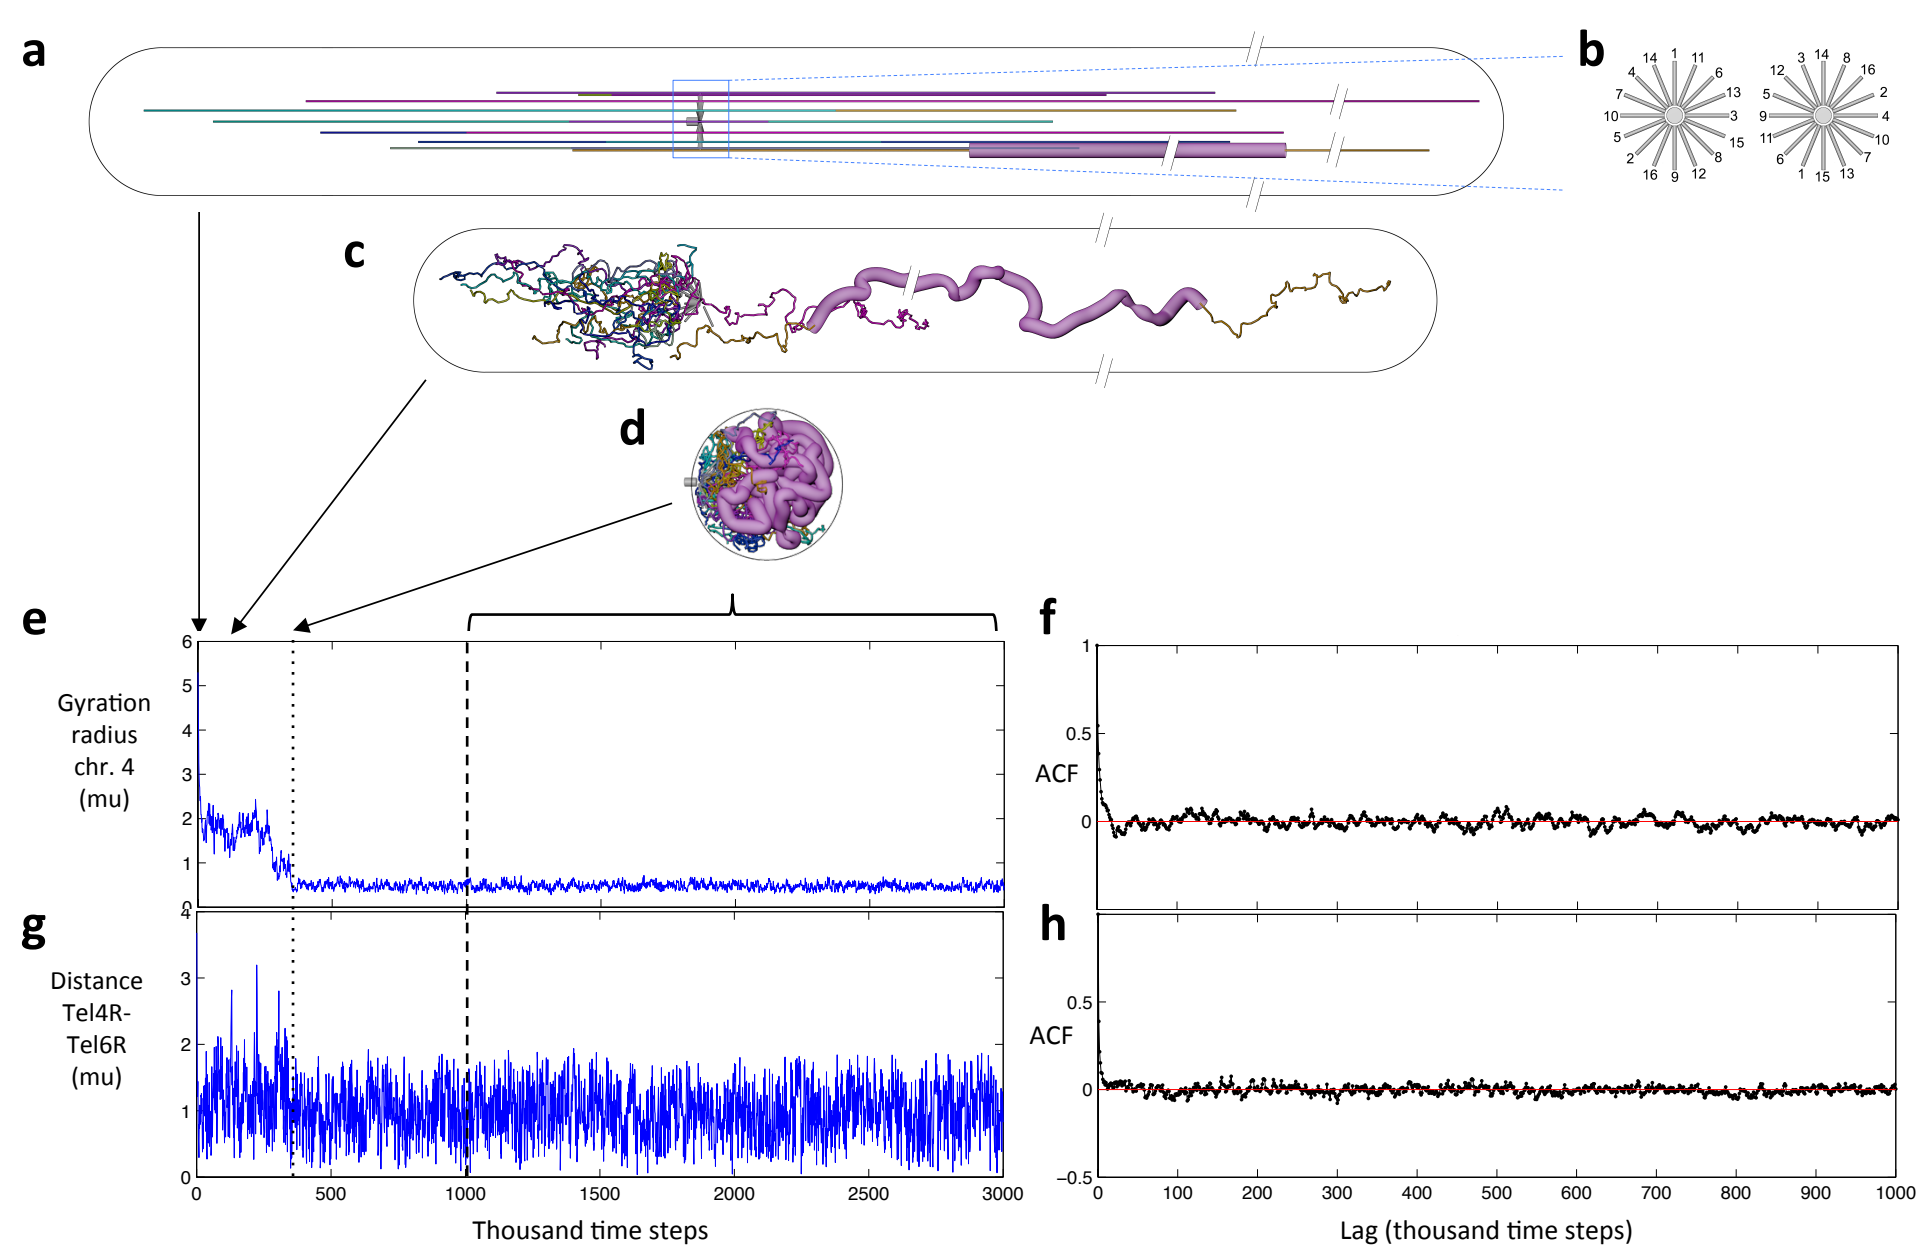 a
b
14 1 11
4 6
7 13
10 3
5 15
2 8
16 9 12
3 14 8
12 16
5 2
9 4
11 10
6 7
1 15 13
c
d
e
Gyration
radius
chr. 4
(mu)
6
5
4
3
2
1
0
f
ACF
1
0.5
0
g
Distance
Tel4R-
Tel6R
(mu)
4
3
2
1
0
0 500 1000 1500 2000 2500 3000
Thousand time steps
h
ACF
0.5
0
−0.5
0 100 200 300 400 500 600 700 800 900 1000
Lag (thousand time steps)